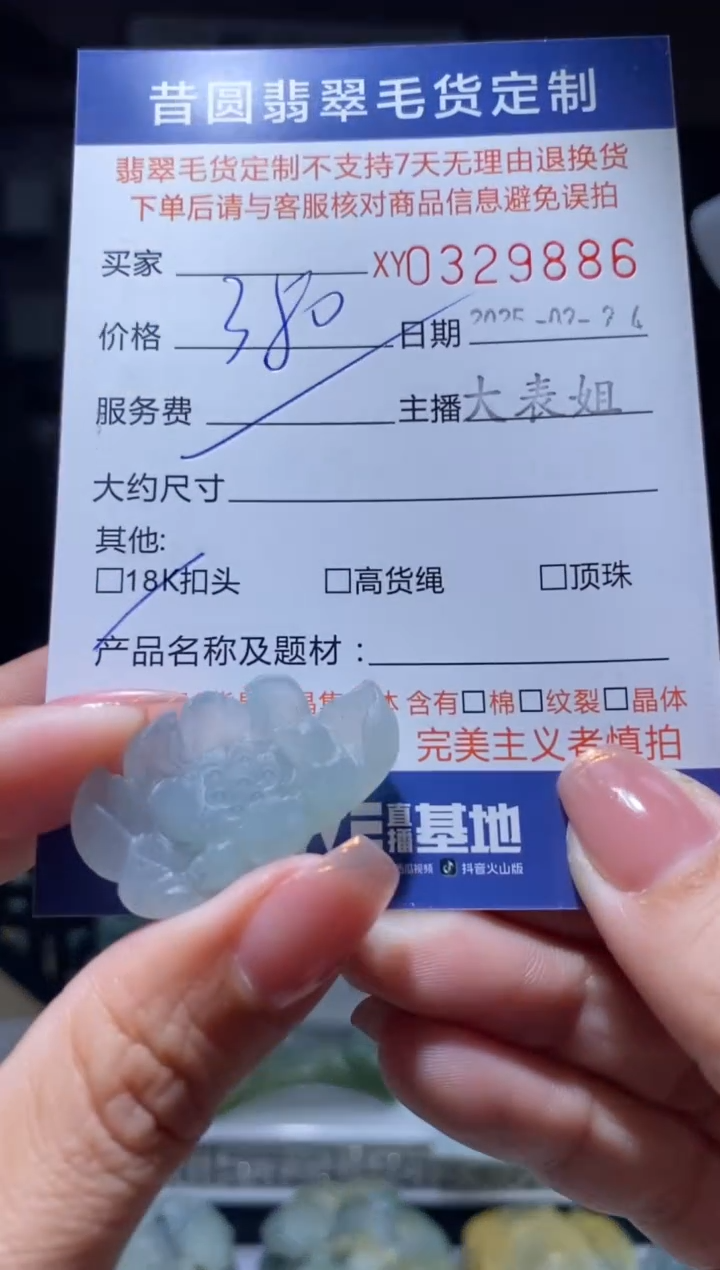 昔圆翡翠毛货定制
翡翠毛货定制不支持7天无理由退换货
下单后请与客服核对商品信息避免误拍
买家 XY0329886
价格 380 日期
服务费 主播 大表姐
大约尺寸
其他:
□18K扣头 □高货绳 □顶珠
产品名称及题材：
含有□棉□纹裂□晶体
完美主义者慎拍
直播基地
西瓜视频 抖音火山版